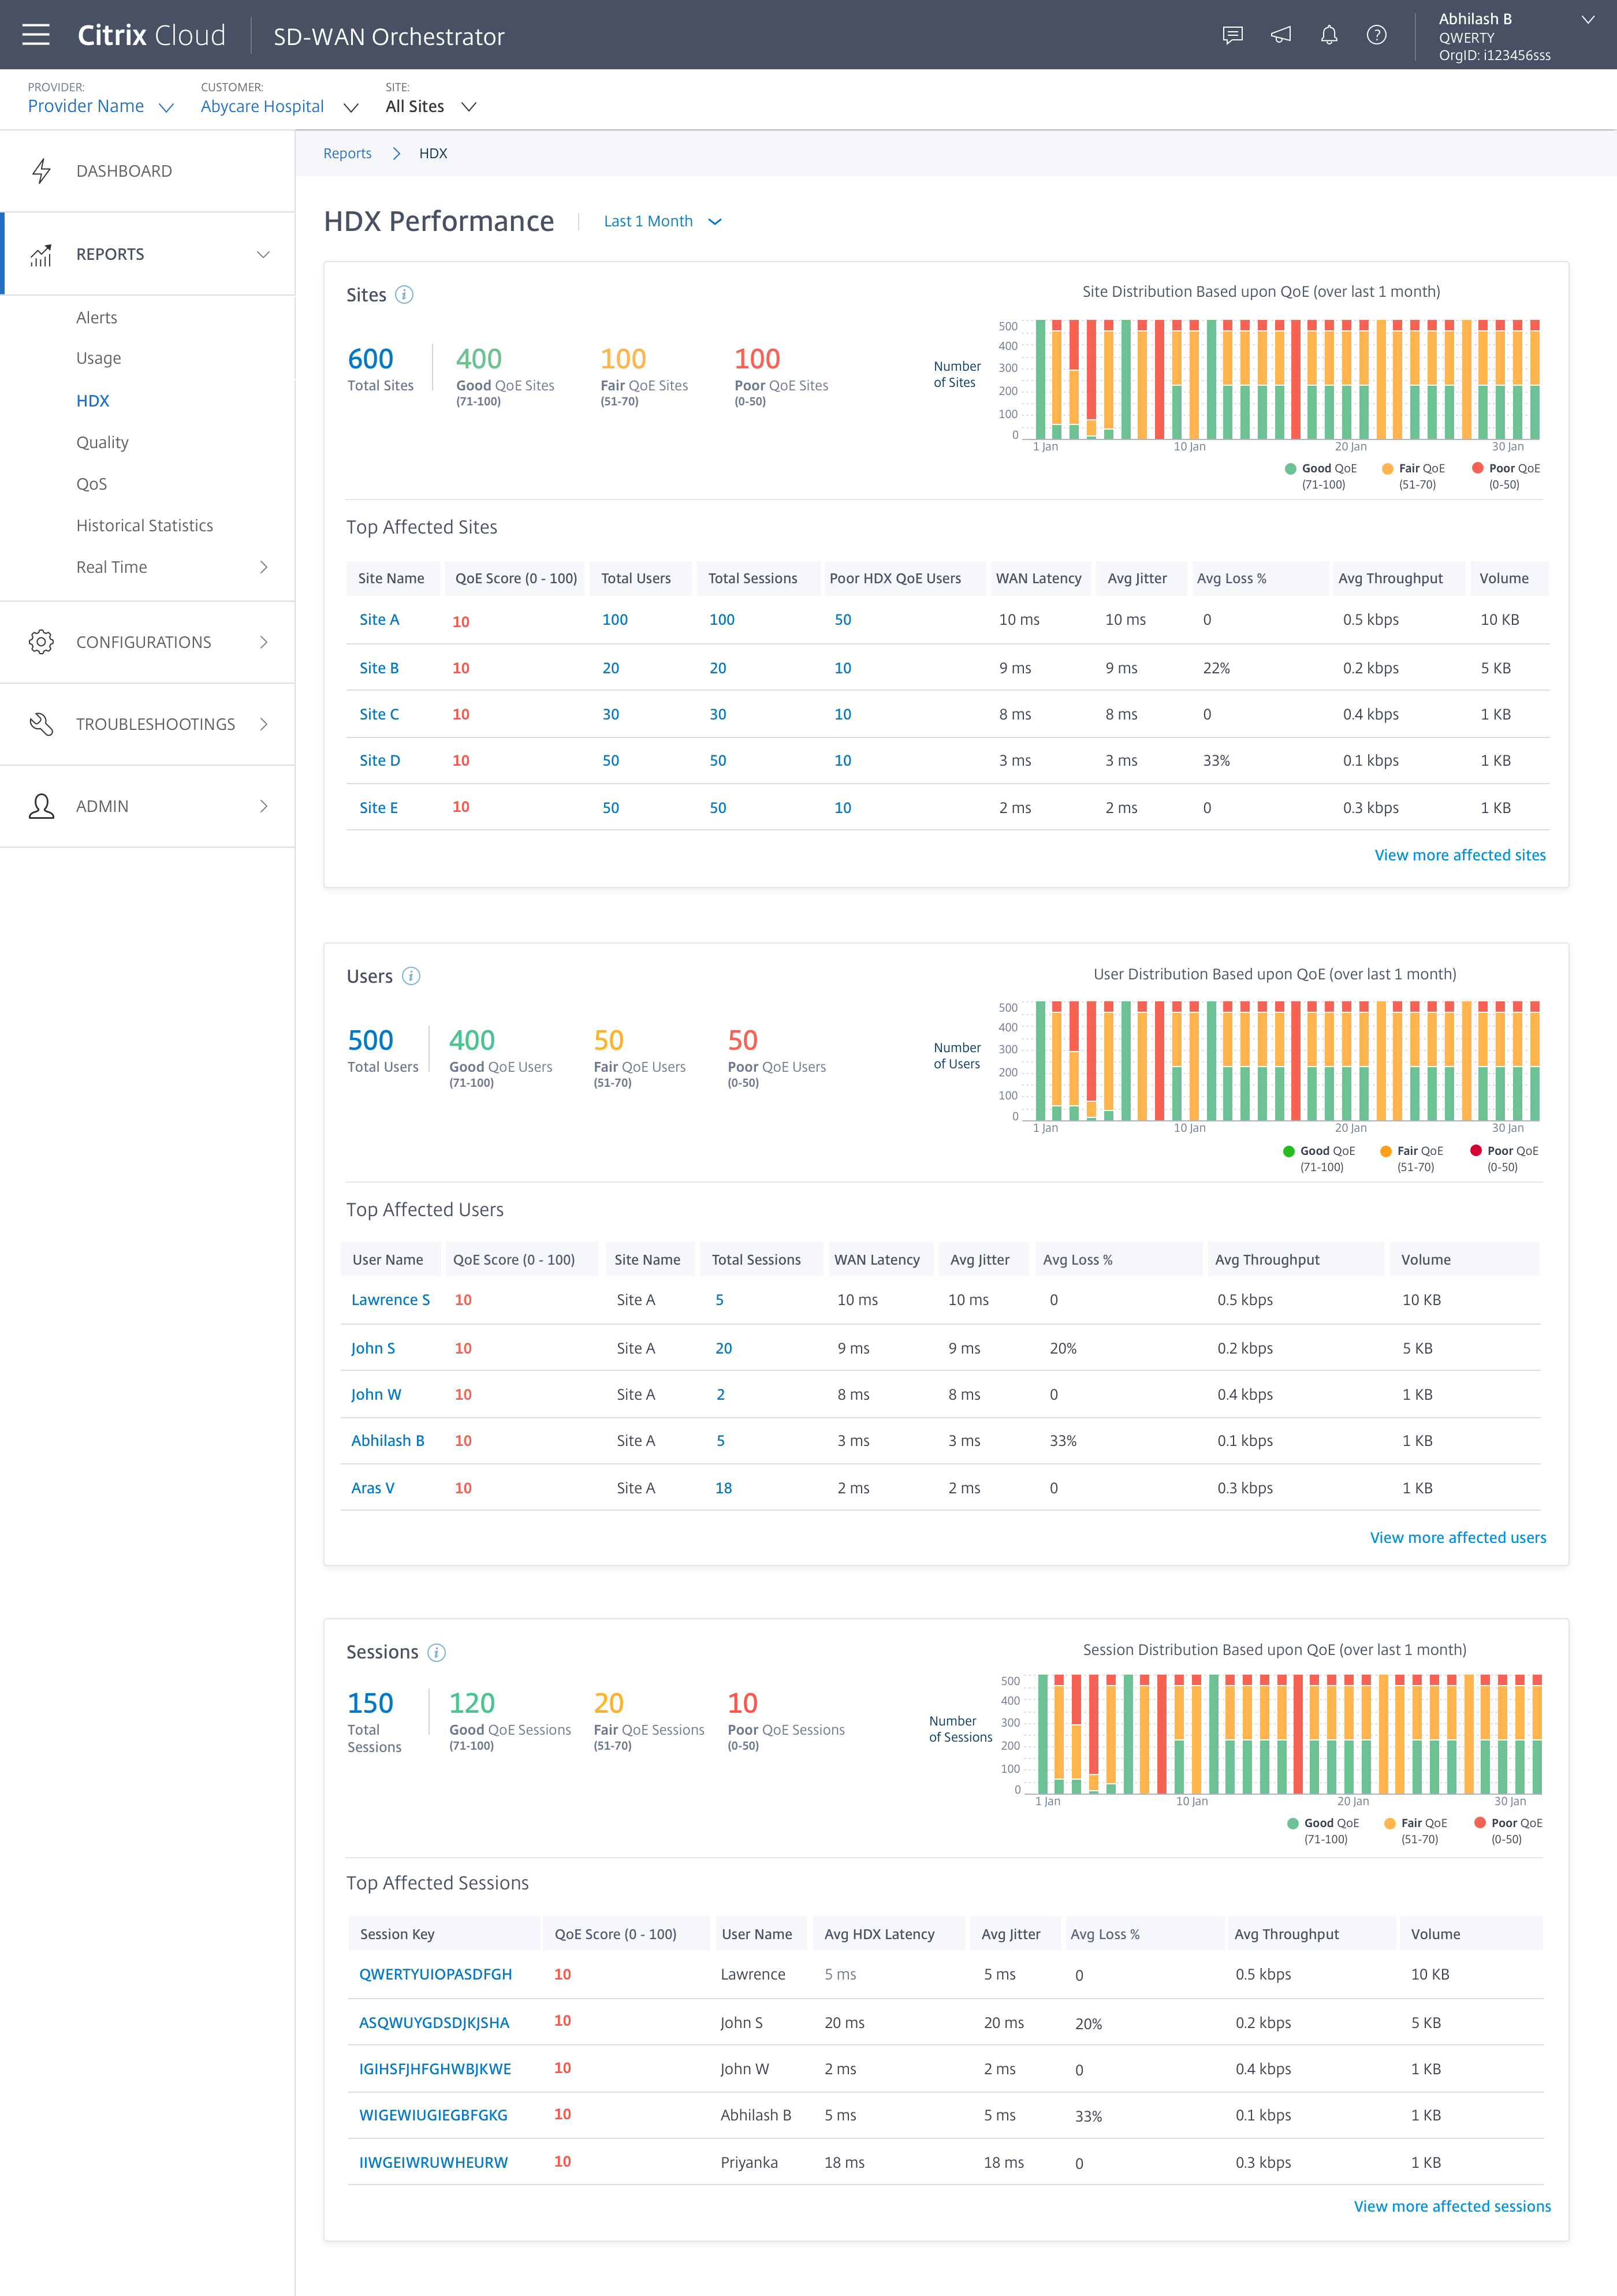 Citrix Cloud
SD-WAN Orchestrator
Abhilash B
QWERTY
OrgID: i123456sss
PROVIDER:
Provider Name
CUSTOMER:
Abycare Hospital
SITE:
All Sites
DASHBOARD
REPORTS
Alerts
Usage
HDX
Quality
QoS
Historical Statistics
Real Time
CONFIGURATIONS
TROUBLESHOOTINGS
ADMIN
Reports > HDX
HDX Performance
Last 1 Month
Sites
600
Total Sites
400
Good QoE Sites
(71-100)
100
Fair QoE Sites
(51-70)
100
Poor QoE Sites
(0-50)
Site Distribution Based upon QoE (over last 1 month)
Number
of Sites
500
400
300
200
100
0
1 Jan 10 Jan 20 Jan 30 Jan
Good QoE
(71-100)
Fair QoE
(51-70)
Poor QoE
(0-50)
Top Affected Sites
Site Name QoE Score (0 - 100) Total Users Total Sessions Poor HDX QoE Users WAN Latency Avg Jitter Avg Loss % Avg Throughput Volume
Site A 10 100 100 50 10 ms 10 ms 0 0.5 kbps 10 KB
Site B 10 20 20 10 9 ms 9 ms 22% 0.2 kbps 5 KB
Site C 10 30 30 10 8 ms 8 ms 0 0.4 kbps 1 KB
Site D 10 50 50 10 3 ms 3 ms 33% 0.1 kbps 1 KB
Site E 10 50 50 10 2 ms 2 ms 0 0.3 kbps 1 KB
View more affected sites
Users
500
Total Users
400
Good QoE Users
(71-100)
50
Fair QoE Users
(51-70)
50
Poor QoE Users
(0-50)
User Distribution Based upon QoE (over last 1 month)
Number
of Users
500
400
300
200
100
0
1 Jan 10 Jan 20 Jan 30 Jan
Good QoE
(71-100)
Fair QoE
(51-70)
Poor QoE
(0-50)
Top Affected Users
User Name QoE Score (0 - 100) Site Name Total Sessions WAN Latency Avg Jitter Avg Loss % Avg Throughput Volume
Lawrence S 10 Site A 5 10 ms 10 ms 0 0.5 kbps 10 KB
John S 10 Site A 20 9 ms 9 ms 20% 0.2 kbps 5 KB
John W 10 Site A 2 8 ms 8 ms 0 0.4 kbps 1 KB
Abhilash B 10 Site A 5 3 ms 3 ms 33% 0.1 kbps 1 KB
Aras V 10 Site A 18 2 ms 2 ms 0 0.3 kbps 1 KB
View more affected users
Sessions
150
Total
Sessions
120
Good QoE Sessions
(71-100)
20
Fair QoE Sessions
(51-70)
10
Poor QoE Sessions
(0-50)
Session Distribution Based upon QoE (over last 1 month)
Number
of Sessions
500
400
300
200
100
0
1 Jan 10 Jan 20 Jan 30 Jan
Good QoE
(71-100)
Fair QoE
(51-70)
Poor QoE
(0-50)
Top Affected Sessions
Session Key QoE Score (0 - 100) User Name Avg HDX Latency Avg Jitter Avg Loss % Avg Throughput Volume
QWERTYUIOPASDFGH 10 Lawrence 5 ms 5 ms 0 0.5 kbps 10 KB
ASQWUYGDSDJKJSHA 10 John S 20 ms 20 ms 20% 0.2 kbps 5 KB
IGIHSFJHFGHWBJKWE 10 John W 2 ms 2 ms 0 0.4 kbps 1 KB
WIGEWIUGIEGBFGKG 10 Abhilash B 5 ms 5 ms 33% 0.1 kbps 1 KB
IIWGEIWRUWHEURW 10 Priyanka 18 ms 18 ms 0 0.3 kbps 1 KB
View more affected sessions